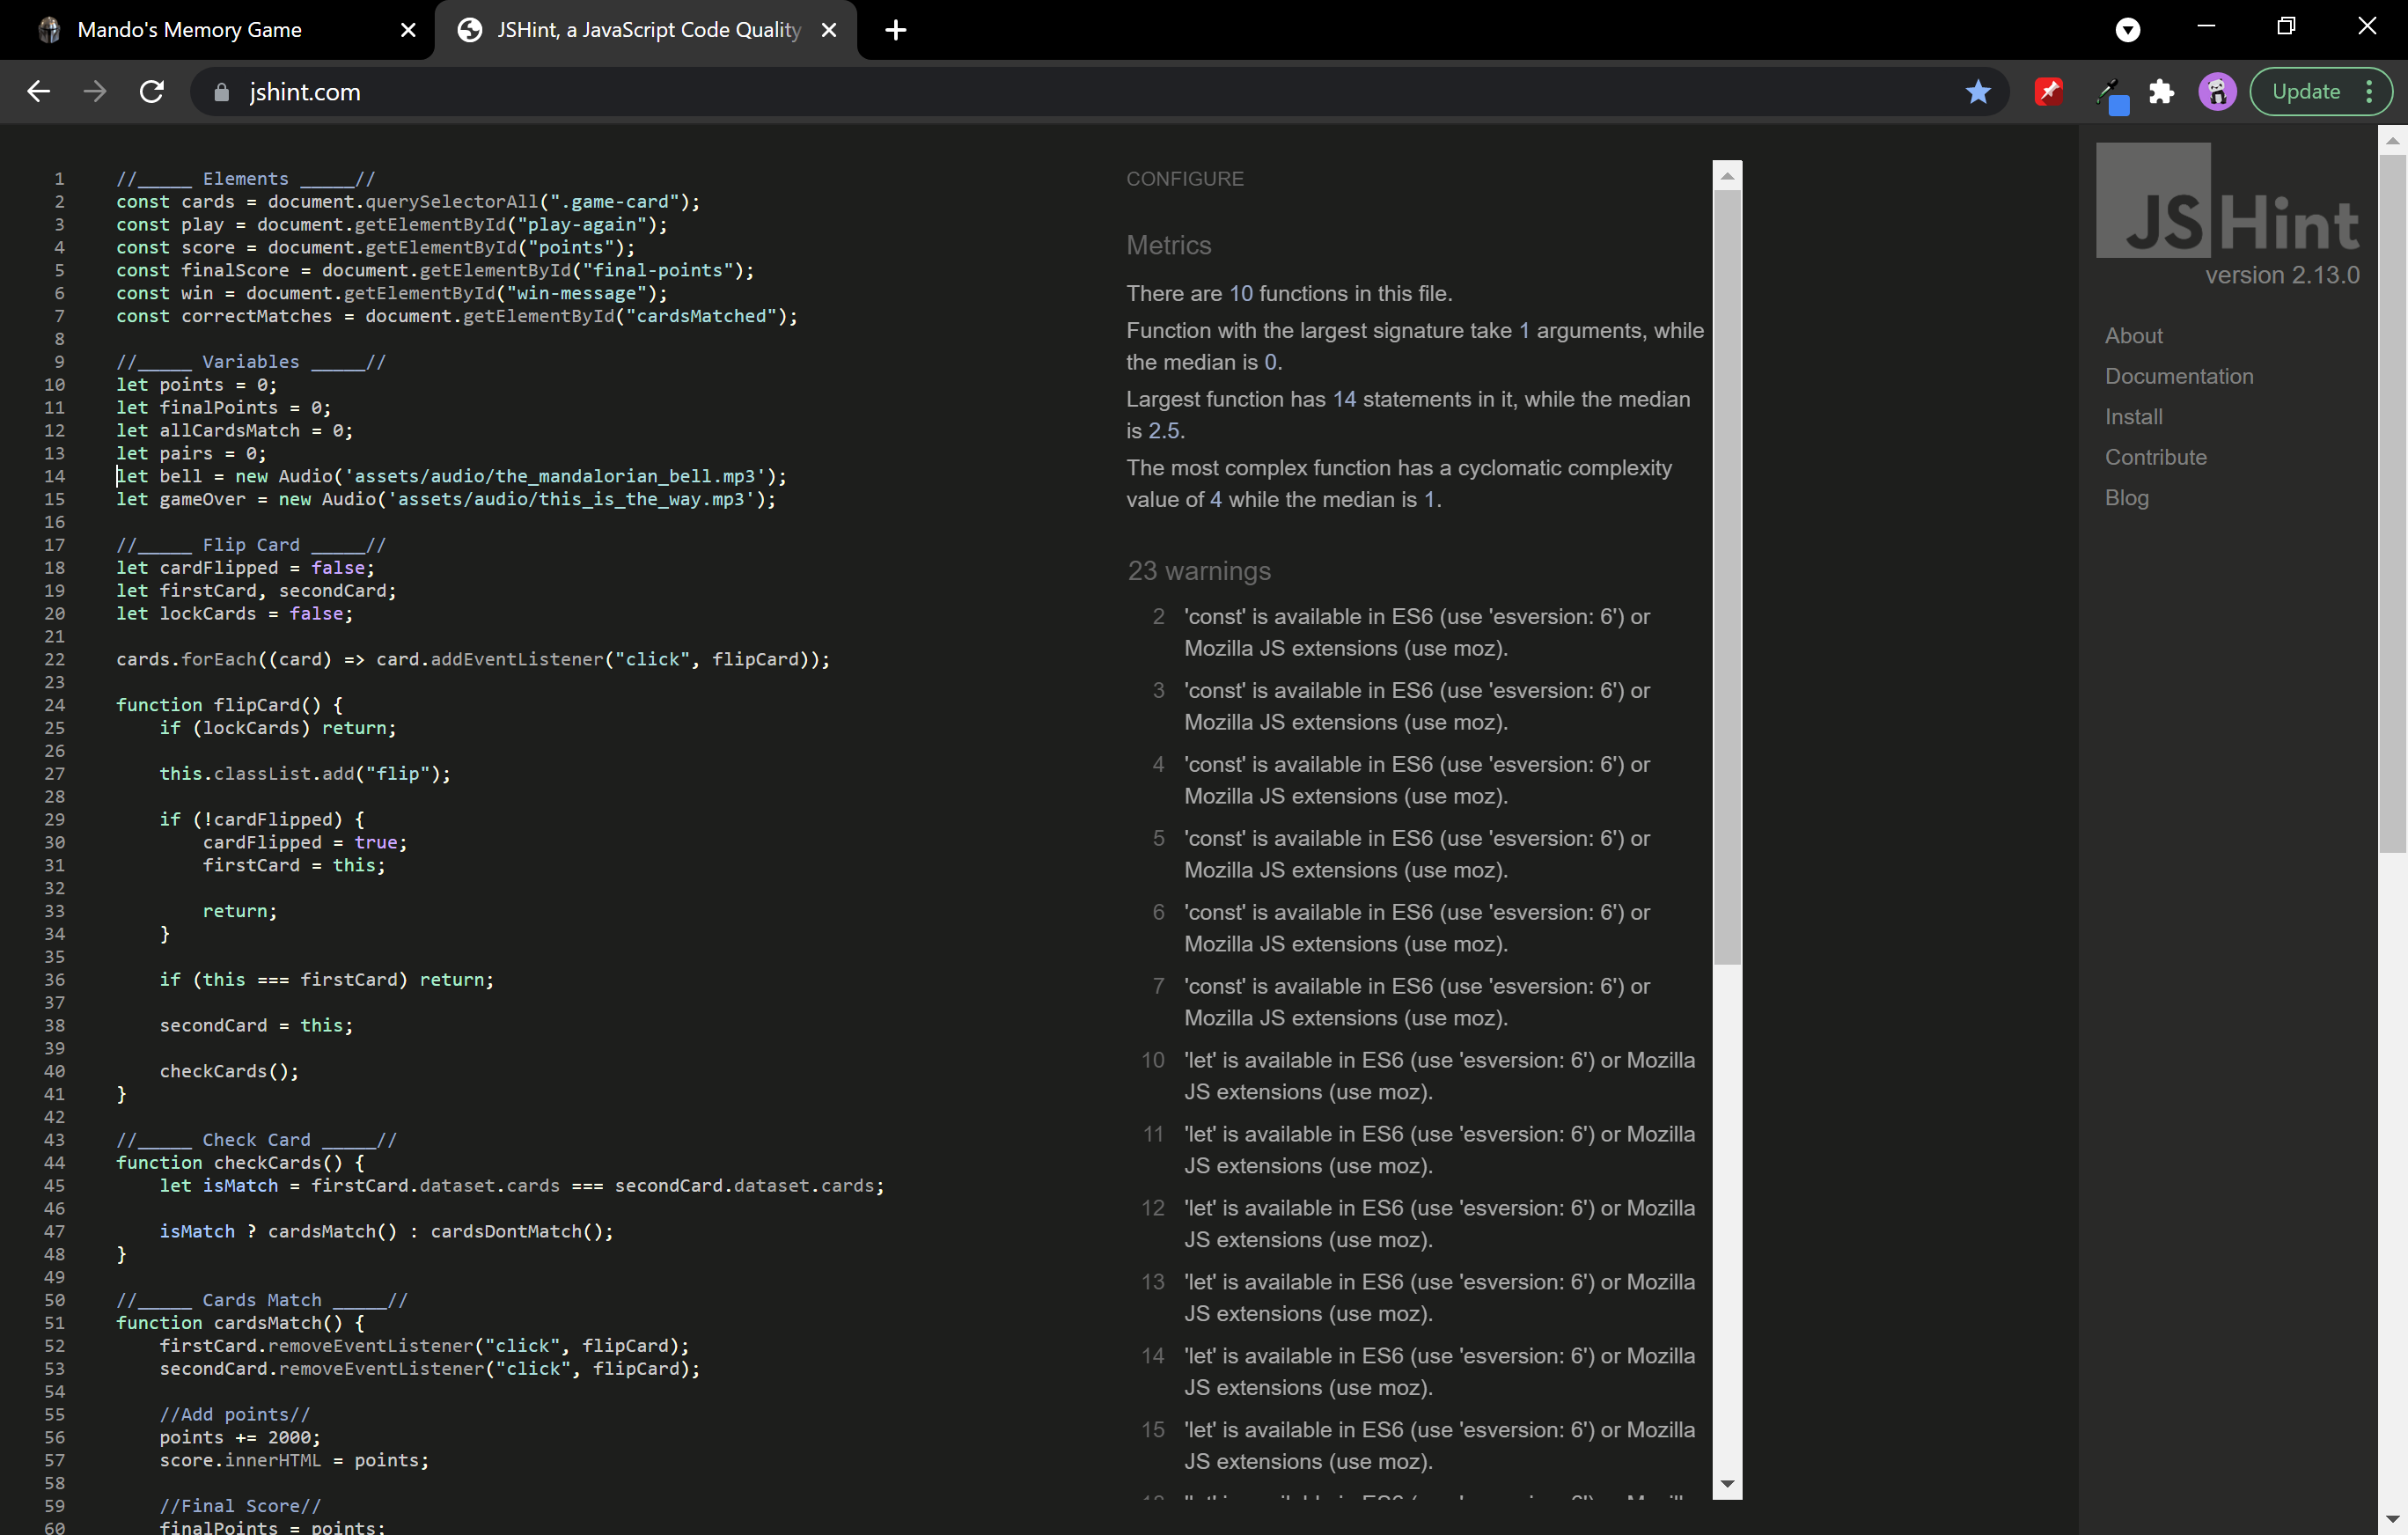 Mando's Memory Game
JSHint, a JavaScript Code Quality
jshint.com
Update
1 //_____ Elements _____//
2 const cards = document.querySelectorAll(".game-card");
3 const play = document.getElementById("play-again");
4 const score = document.getElementById("points");
5 const finalScore = document.getElementById("final-points");
6 const win = document.getElementById("win-message");
7 const correctMatches = document.getElementById("cardsMatched");
8
9 //_____ Variables _____//
10 let points = 0;
11 let finalPoints = 0;
12 let allCardsMatch = 0;
13 let pairs = 0;
14 let bell = new Audio('assets/audio/the_mandalorian_bell.mp3');
15 let gameOver = new Audio('assets/audio/this_is_the_way.mp3');
16
17 //_____ Flip Card _____//
18 let cardFlipped = false;
19 let firstCard, secondCard;
20 let lockCards = false;
21
22 cards.forEach((card) => card.addEventListener("click", flipCard));
23
24 function flipCard() {
25 if (lockCards) return;
26
27 this.classList.add("flip");
28
29 if (!cardFlipped) {
30 cardFlipped = true;
31 firstCard = this;
32
33 return;
34 }
35
36 if (this === firstCard) return;
37
38 secondCard = this;
39
40 checkCards();
41 }
42
43 //_____ Check Card _____//
44 function checkCards() {
45 let isMatch = firstCard.dataset.cards === secondCard.dataset.cards;
46
47 isMatch ? cardsMatch() : cardsDontMatch();
48 }
49
50 //_____ Cards Match _____//
51 function cardsMatch() {
52 firstCard.removeEventListener("click", flipCard);
53 secondCard.removeEventListener("click", flipCard);
54
55 //Add points//
56 points += 2000;
57 score.innerHTML = points;
58
59 //Final Score//
60 finalPoints = points;
CONFIGURE
Metrics
There are 10 functions in this file.
Function with the largest signature take 1 arguments, while
the median is 0.
Largest function has 14 statements in it, while the median
is 2.5.
The most complex function has a cyclomatic complexity
value of 4 while the median is 1.
23 warnings
2 'const' is available in ES6 (use 'esversion: 6') or
Mozilla JS extensions (use moz).
3 'const' is available in ES6 (use 'esversion: 6') or
Mozilla JS extensions (use moz).
4 'const' is available in ES6 (use 'esversion: 6') or
Mozilla JS extensions (use moz).
5 'const' is available in ES6 (use 'esversion: 6') or
Mozilla JS extensions (use moz).
6 'const' is available in ES6 (use 'esversion: 6') or
Mozilla JS extensions (use moz).
7 'const' is available in ES6 (use 'esversion: 6') or
Mozilla JS extensions (use moz).
10 'let' is available in ES6 (use 'esversion: 6') or Mozilla
JS extensions (use moz).
11 'let' is available in ES6 (use 'esversion: 6') or Mozilla
JS extensions (use moz).
12 'let' is available in ES6 (use 'esversion: 6') or Mozilla
JS extensions (use moz).
13 'let' is available in ES6 (use 'esversion: 6') or Mozilla
JS extensions (use moz).
14 'let' is available in ES6 (use 'esversion: 6') or Mozilla
JS extensions (use moz).
15 'let' is available in ES6 (use 'esversion: 6') or Mozilla
JS extensions (use moz).
JSHint
version 2.13.0
About
Documentation
Install
Contribute
Blog